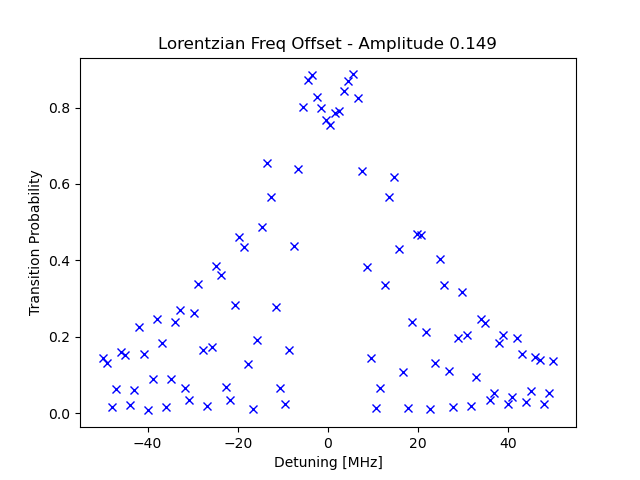 Lorentzian Freq Offset - Amplitude 0.149
Transition Probability
0.8
0.6
0.4
0.2
0.0
−40 −20 0 20 40
Detuning [MHz]